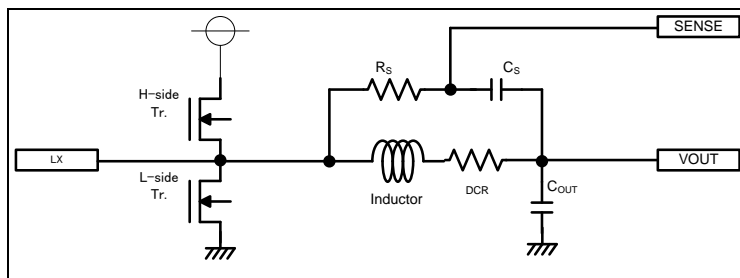 SENSE
RS
CS
H-side
Tr.
LX
VOUT
L-side
Tr.
Inductor
DCR
COUT